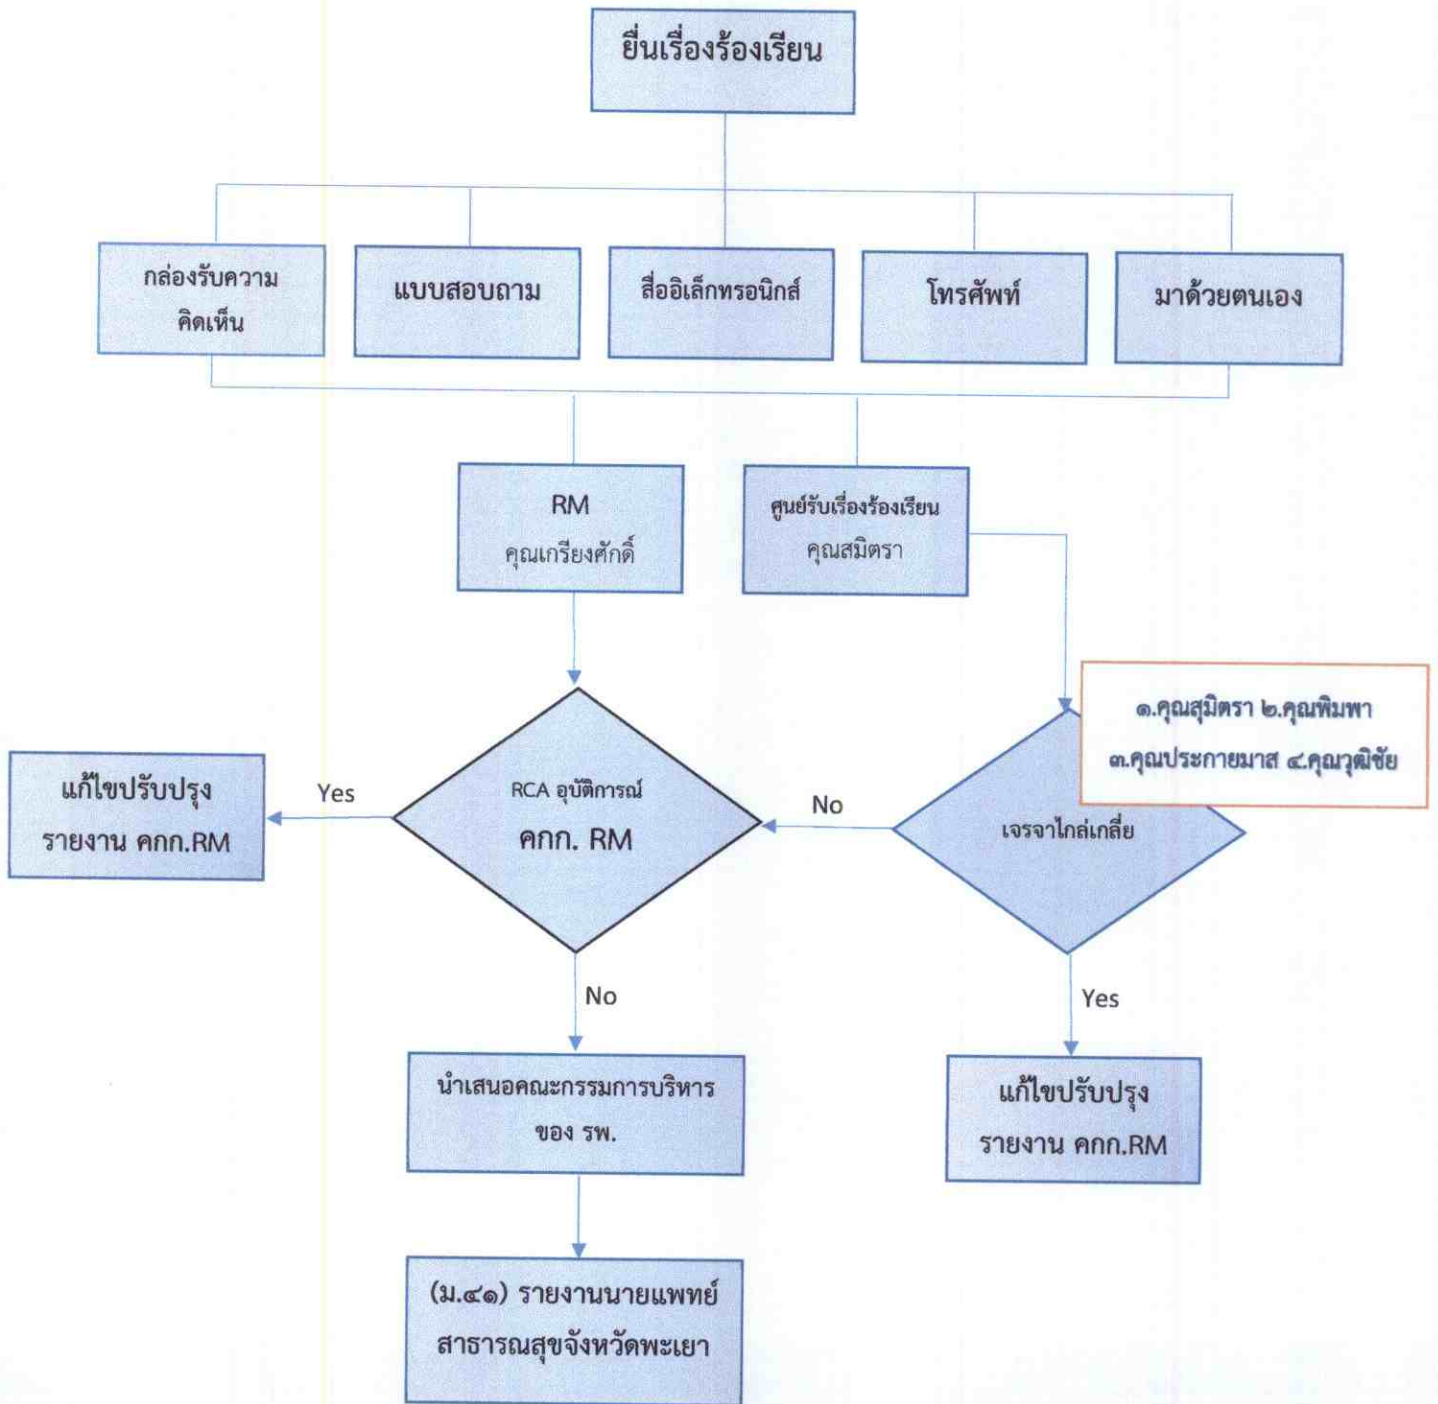 ยื่นเรื่องร้องเรียน
กล่องรับความ
คิดเห็น
แบบสอบถาม
สื่ออิเล็กทรอนิกส์
โทรศัพท์
มาด้วยตนเอง
RM
คุณเกรียงศักดิ์
ศูนย์รับเรื่องร้องเรียน
คุณสมิตรา
๑.คุณสุมิตรา ๒.คุณพิมพา
๓.คุณประกายมาส ๔.คุณวุฒิชัย
แก้ไขปรับปรุง
รายงาน คกก.RM
Yes
RCA อุบัติการณ์
คกก. RM
No
เจรจาไกล่เกลี่ย
No
Yes
นำเสนอคณะกรรมการบริหาร
ของ รพ.
แก้ไขปรับปรุง
รายงาน คกก.RM
(ม.๔๑) รายงานนายแพทย์
สาธารณสุขจังหวัดพะเยา